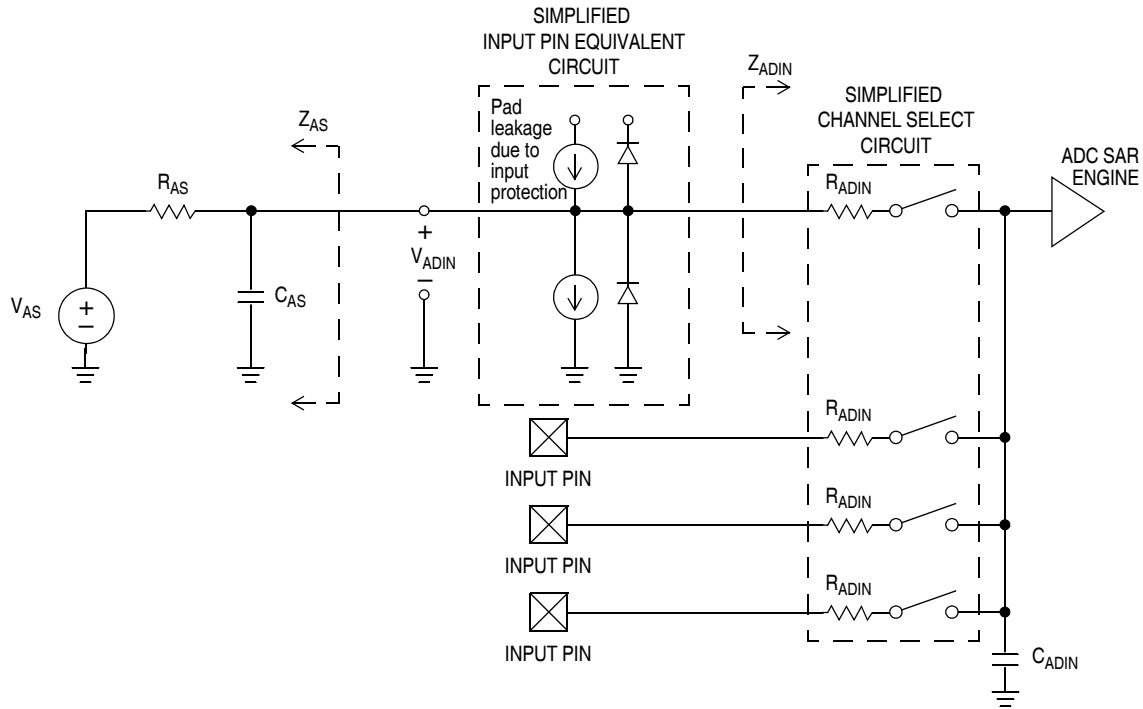 SIMPLIFIED
INPUT PIN EQUIVALENT
CIRCUIT
Pad
leakage
due to
input
protection
ZAS
ZADIN
SIMPLIFIED
CHANNEL SELECT
CIRCUIT
ADC SAR
ENGINE
RAS
RADIN
+
VADIN
−
VAS
+
−
CAS
RADIN
INPUT PIN
RADIN
INPUT PIN
RADIN
INPUT PIN
CADIN